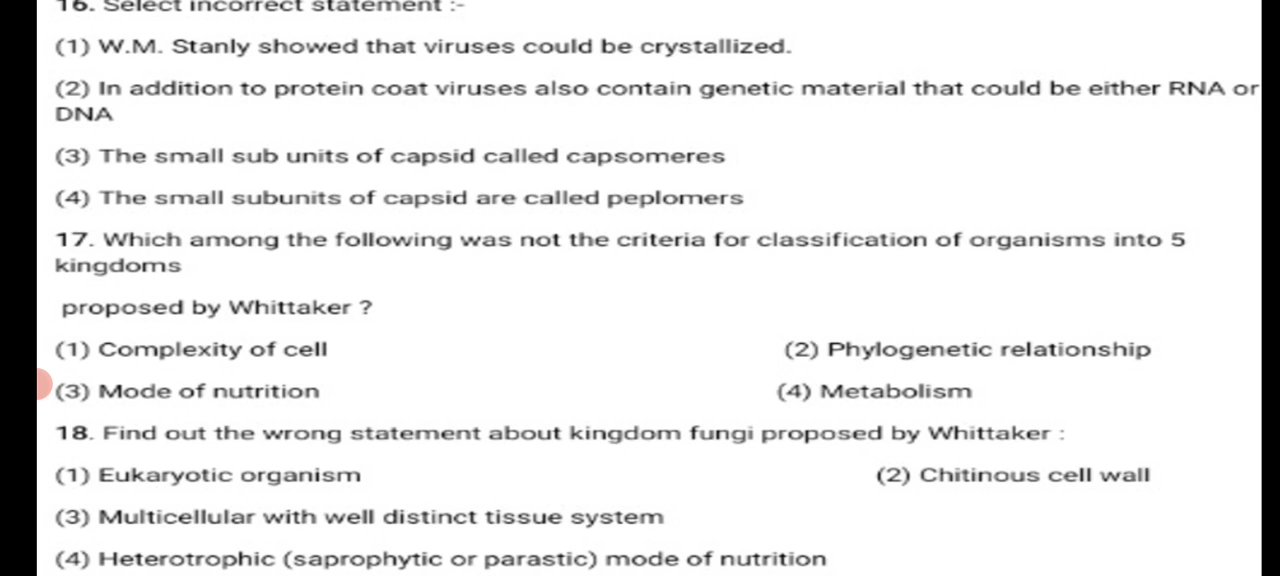 16. Select incorrect statement :-
(1) W.M. Stanly showed that viruses could be crystallized.
(2) In addition to protein coat viruses also contain genetic material that could be either RNA or
DNA
(3) The small sub units of capsid called capsomeres
(4) The small subunits of capsid are called peplomers
17. Which among the following was not the criteria for classification of organisms into 5
kingdoms
proposed by Whittaker ?
(1) Complexity of cell (2) Phylogenetic relationship
(3) Mode of nutrition (4) Metabolism
18. Find out the wrong statement about kingdom fungi proposed by Whittaker :
(1) Eukaryotic organism (2) Chitinous cell wall
(3) Multicellular with well distinct tissue system
(4) Heterotrophic (saprophytic or parastic) mode of nutrition